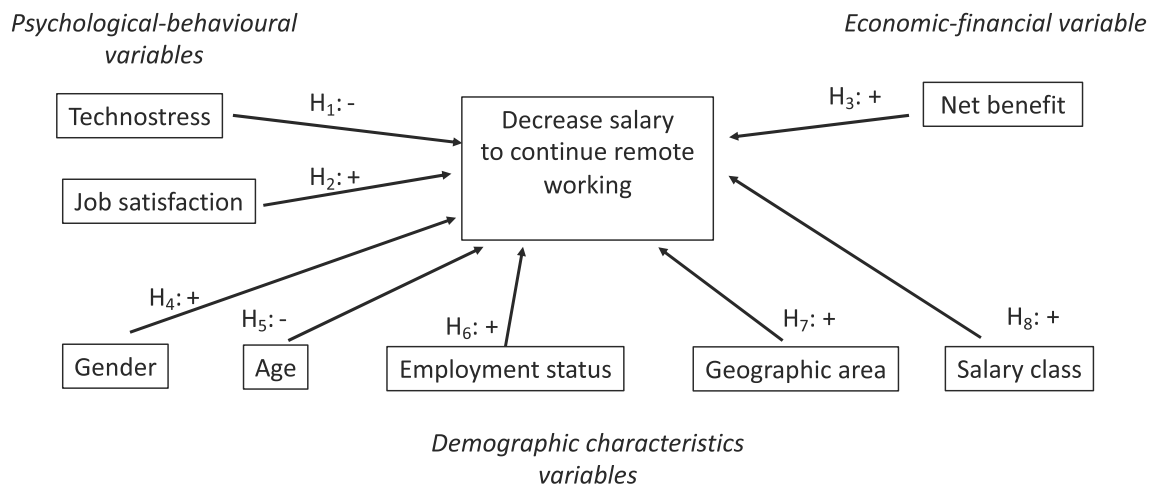 Psychological-behavioural
variables
Economic-financial variable
Technostress
H₁: -
Decrease salary
to continue remote
working
H₃: +
Net benefit
Job satisfaction
H₂: +
H₄: +
H₅: -
H₆: +
H₇: +
H₈: +
Gender
Age
Employment status
Geographic area
Salary class
Demographic characteristics
variables